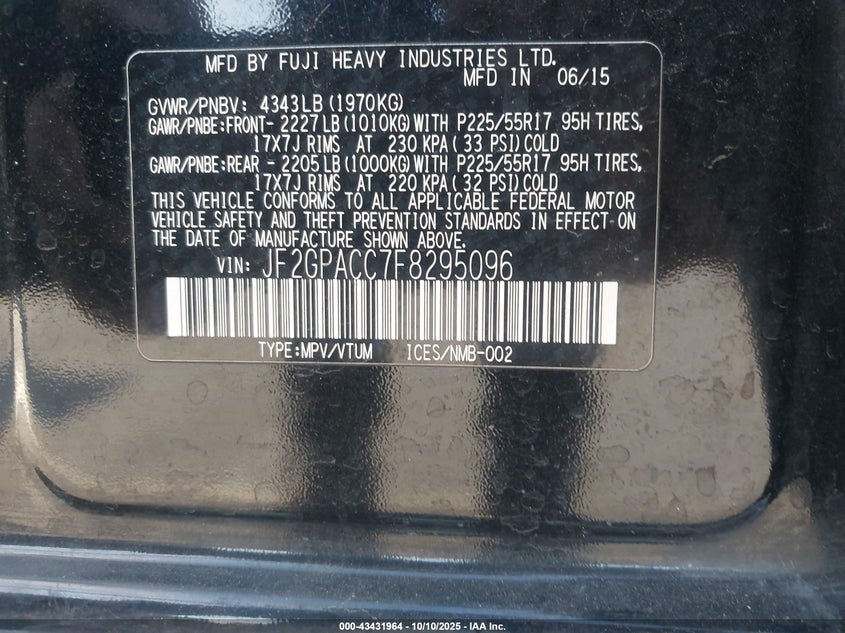 MFD BY FUJI HEAVY INDUSTRIES LTD.
MFD IN 06/15
GVWR/PNBV: 4343LB(1970KG)
GAWR/PNBE:FRONT- 2227LB(1010KG)WITH P225/55R17 95H TIRES,
17X7J RIMS AT 230 KPA(33 PSI)COLD
GAWR/PNBE:REAR - 2205LB(1000KG)WITH P225/55R17 95H TIRES,
17X7J RIMS AT 220 KPA(32 PSI)COLD
THIS VEHICLE CONFORMS TO ALL APPLICABLE FEDERAL MOTOR
VEHICLE SAFETY AND THEFT PREVENTION STANDARDS IN EFFECT ON
THE DATE OF MANUFACTURE SHOWN ABOVE.
VIN: JF2GPACC7F8295096
TYPE:MPV/VTUM ICES/NMB-002
000-43431964 - 10/10/2025 - IAA Inc.